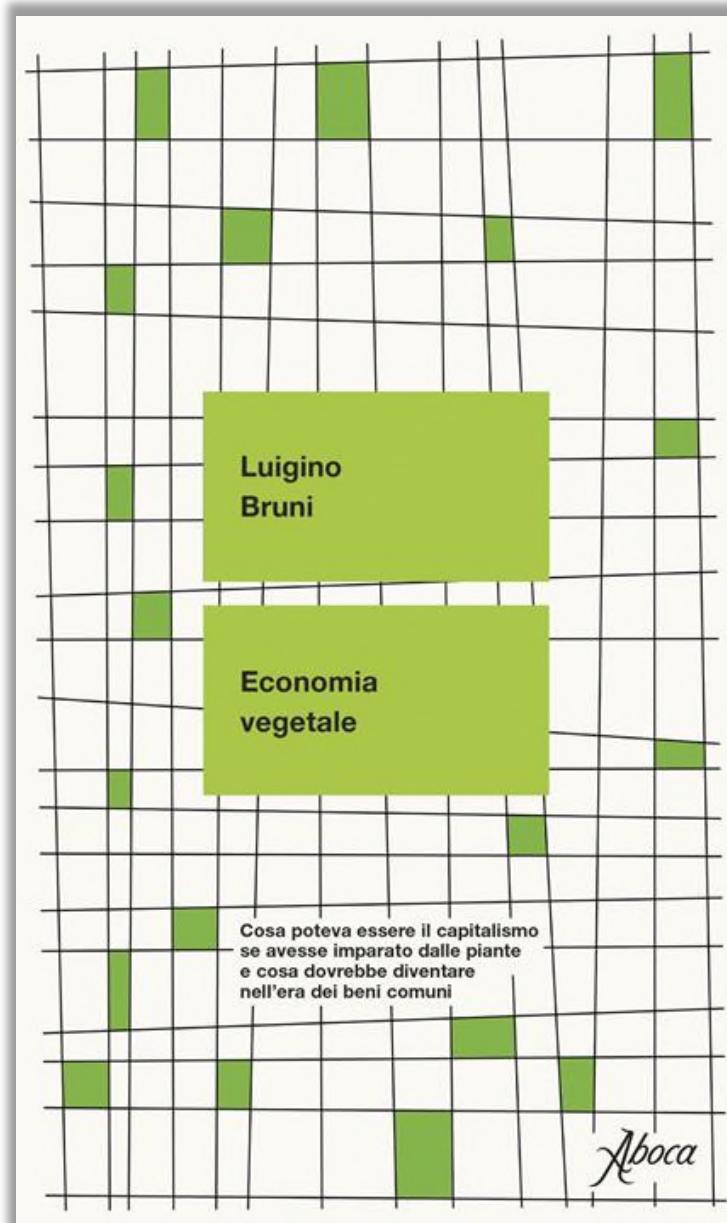 Luigino
Bruni
Economia
vegetale
Cosa poteva essere il capitalismo
se avesse imparato dalle piante
e cosa dovrebbe diventare
nell'era dei beni comuni
Aboca